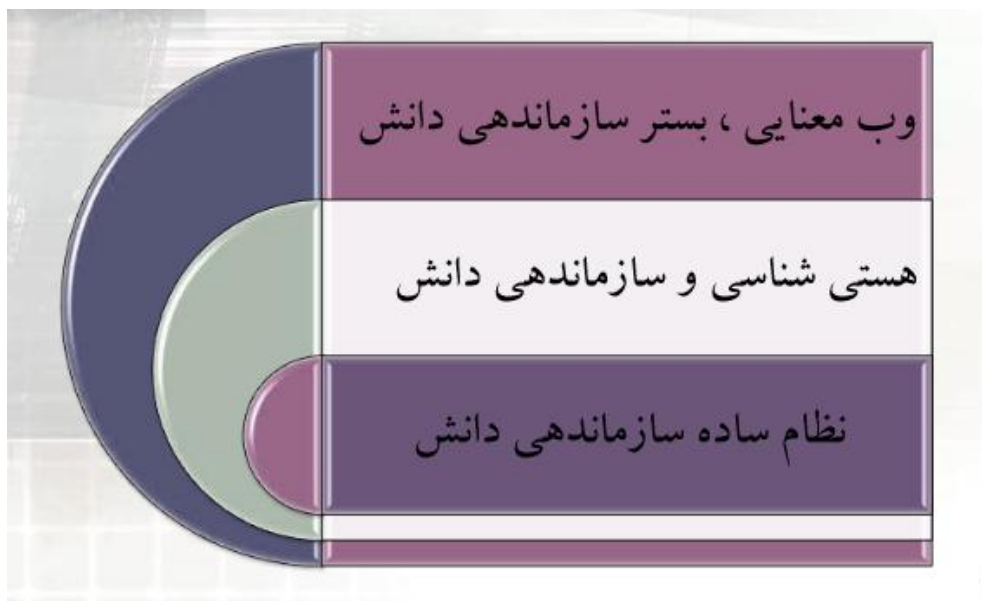 وب معنایی ، بستر سازماندهی دانش
هستی شناسی و سازماندهی دانش
نظام ساده سازماندهی دانش